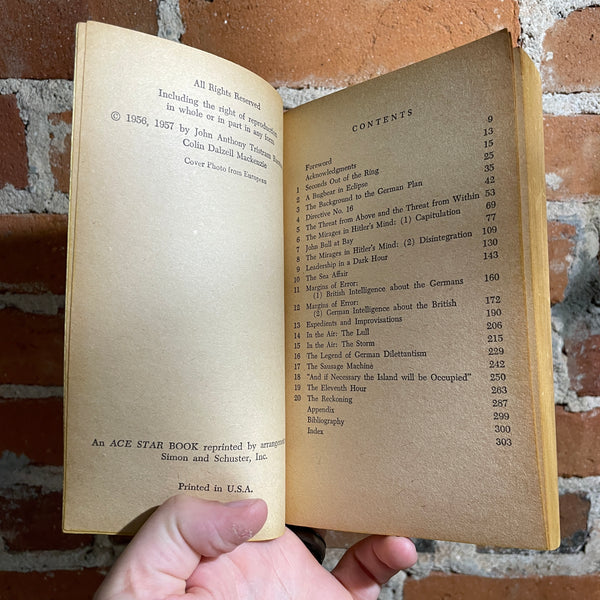 All Rights Reserved
Including the right of reproduction
in whole or in part in any form
© 1956, 1957 by John Anthony Tristram
Colin Dalzell Mackenzie
Cover Photo from European
An ACE STAR BOOK reprinted by
Simon and Schuster, Inc.
Printed in U.S.A.
CONTENTS
Foreword 9
Acknowledgments 13
1 Seconds Out of the Ring 15
2 A Bugbear in Eclipse 25
3 The Background to the German Plan 35
4 Directive No. 16 42
5 The Threat from Above and the Threat from Within 53
6 The Mirages in Hitler's Mind: (1) Capitulation 69
7 John Bull at Bay 77
8 The Mirages in Hitler's Mind: (2) Disintegration 109
9 Leadership in a Dark Hour 130
10 The Sea Affair 143
11 Margins of Error:
(1) British Intelligence about the Germans 160
12 Margins of Error:
(2) German Intelligence about the British 172
13 Expedients and Improvisations 190
14 In the Air: The Lull 206
15 In the Air: The Storm 215
16 The Legend of German Dilettantism 229
17 The Sausage Machine 242
18 "And if Necessary the Island will be Occupied" 250
19 The Eleventh Hour 263
20 The Reckoning 287
Appendix 299
Bibliography 300
Index 303